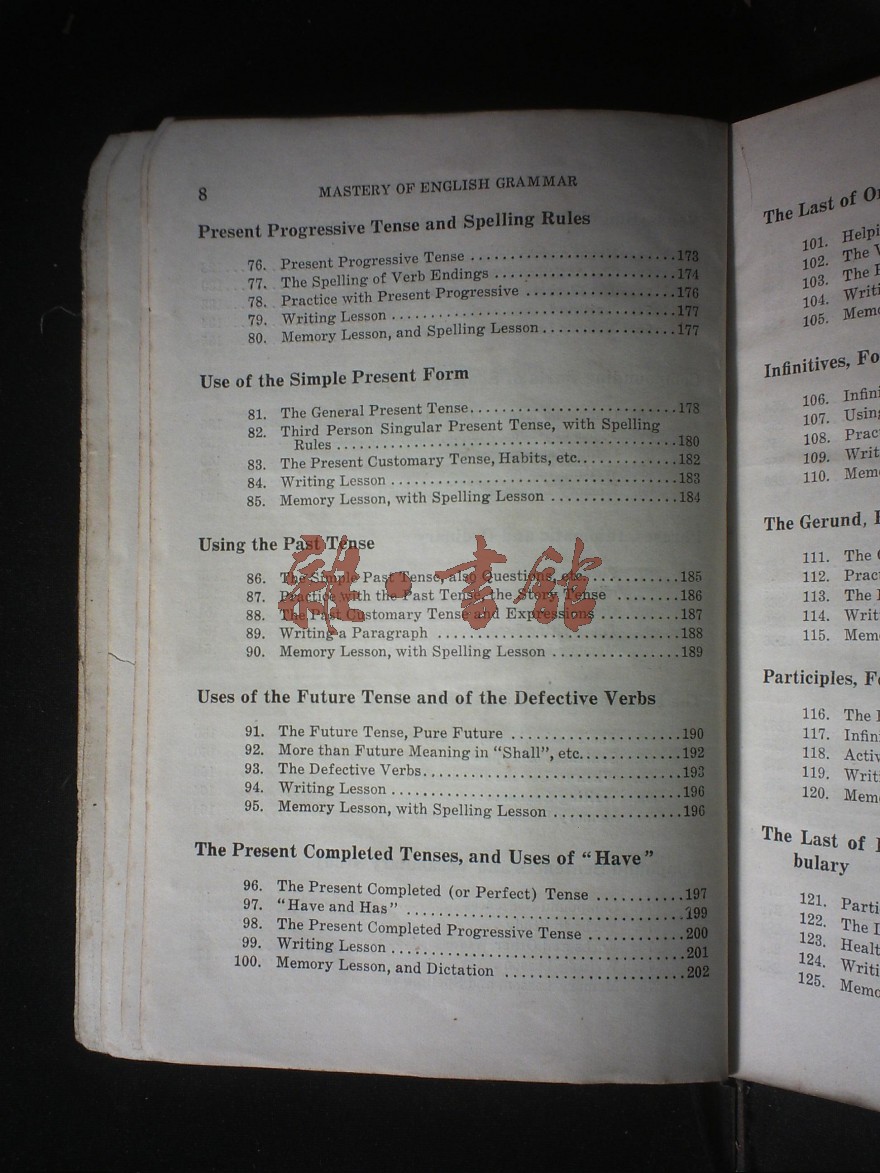 8
MASTERY OF ENGLISH GRAMMAR
Present Progressive Tense and Spelling Rules
76. Present Progressive Tense ..........................173
77. The Spelling of Verb Endings .......................174
78. Practice with Present Progressive ...................176
79. Writing Lesson ....................................177
80. Memory Lesson, and Spelling Lesson .................177
Use of the Simple Present Form
81. The General Present Tense..........................178
82. Third Person Singular Present Tense, with Spelling
Rules ...........................................180
83. The Present Customary Tense, Habits, etc.............182
84. Writing Lesson ....................................183
85. Memory Lesson, with Spelling Lesson ................184
Using the Past Tense
86. The Simple Past Tense, also Questions, etc. ...........185
87. Practice with the Past Tense, the Story Tense ........186
88. The Past Customary Tense and Expressions ..........187
89. Writing a Paragraph ...............................188
90. Memory Lesson, with Spelling Lesson ................189
Uses of the Future Tense and of the Defective Verbs
91. The Future Tense, Pure Future ......................190
92. More than Future Meaning in “Shall”, etc.............192
93. The Defective Verbs................................193
94. Writing Lesson ....................................196
95. Memory Lesson, with Spelling Lesson ................196
The Present Completed Tenses, and Uses of “Have”
96. The Present Completed (or Perfect) Tense ...........197
97. “Have and Has” ...................................199
98. The Present Completed Progressive Tense ............200
99. Writing Lesson ....................................201
100. Memory Lesson, and Dictation ......................202
雜·書館
The Last of
101.
102. The
103. The
104.
105.
Infinitives,
106.
107.
108.
109.
110.
The Gerund,
111. The
112.
113. The
114.
115.
Participles,
116. The
117.
118.
119.
120.
The Last of
bulary
121.
122. The
123.
124.
125.